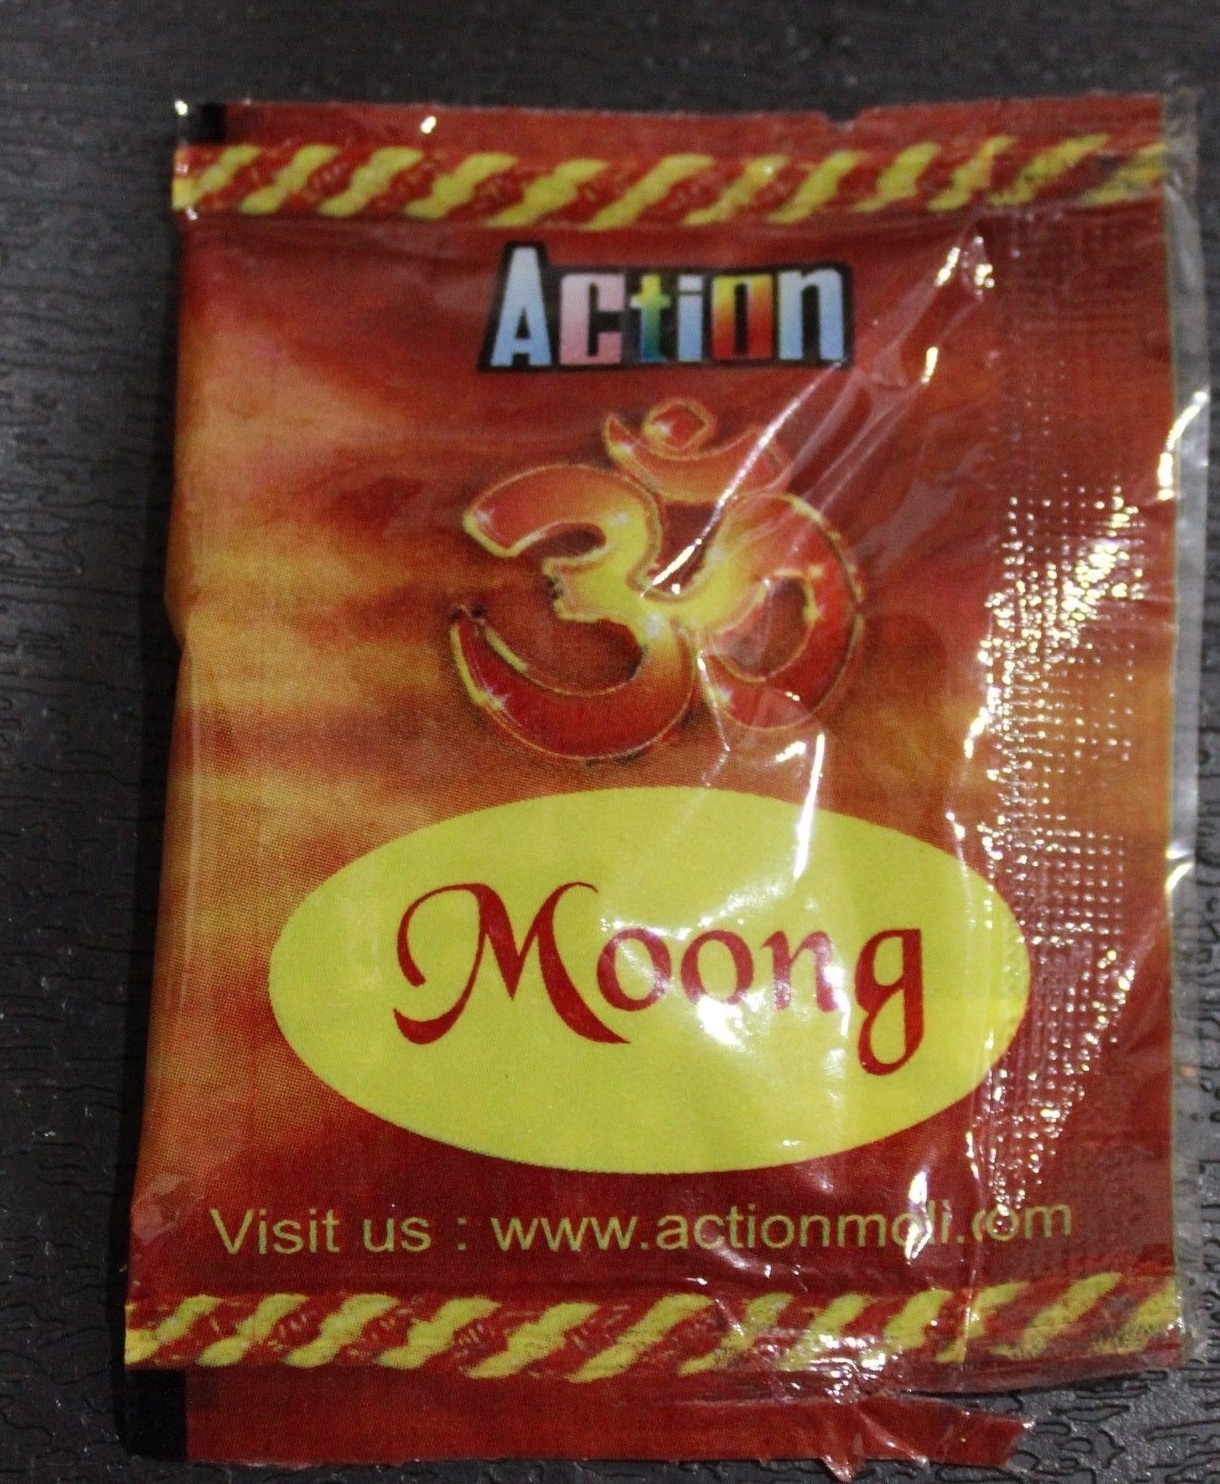 Action
ॐ
Moong
Visit us : www.actionmoli.com